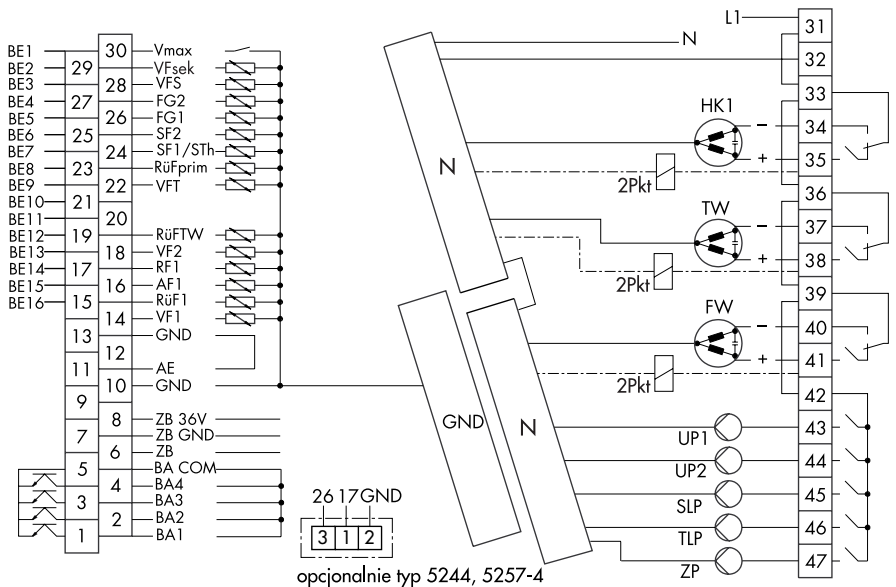 BE1 30 Vmax
BE2 29 VFsek
BE3 28 VFS
BE4 27 FG2
BE5 26 FG1
BE6 25 SF2
BE7 24 SF1/STh
BE8 23 RüFprim
BE9 22 VFT
BE10 21
BE11 20
BE12 19 RüFTW
BE13 18 VF2
BE14 17 RF1
BE15 16 AF1
BE16 15 RüF1
14 VF1
13 GND
12
11 AE
10 GND
9
8 ZB 36V
7 ZB GND
6 ZB
5 BA COM
4 BA4
3 BA3
2 BA2
1 BA1
26 17 GND
3 1 2
opcjonalnie typ 5244, 5257-4
N
GND
N
L1 31
N 32
33
HK1
− 34
+ 35
2Pkt
36
TW
− 37
+ 38
2Pkt
39
FW
− 40
+ 41
2Pkt
42
UP1 43
UP2 44
SLP 45
TLP 46
ZP 47